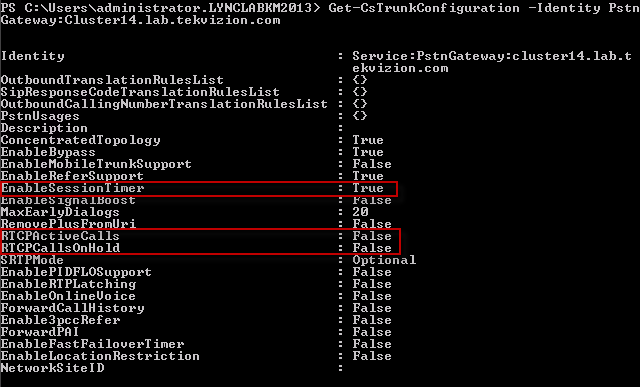 PS C:\Users\administrator.LYNCLABKM2013> Get-CsTrunkConfiguration -Identity Pstn
Gateway:Cluster14.lab.tekvizion.com
Identity : Service:PstnGateway:cluster14.lab.t
ekvizion.com
OutboundTranslationRulesList : {}
SipResponseCodeTranslationRulesList : {}
OutboundCallingNumberTranslationRulesList : {}
PstnUsages : {}
Description :
ConcentratedTopology : True
EnableBypass : True
EnableMobileTrunkSupport : False
EnableReferSupport : True
EnableSessionTimer : True
EnableSignalBoost : False
MaxEarlyDialogs : 20
RemovePlusFromUri : False
RTCPActiveCalls : False
RTCPCallsOnHold : False
SRTPMode : Optional
EnablePIDFLOSupport : False
EnableRTPLatching : False
EnableOnlineVoice : False
ForwardCallHistory : False
Enable3pccRefer : False
ForwardPAI : False
EnableFastFailoverTimer : False
EnableLocationRestriction : False
NetworkSiteID :